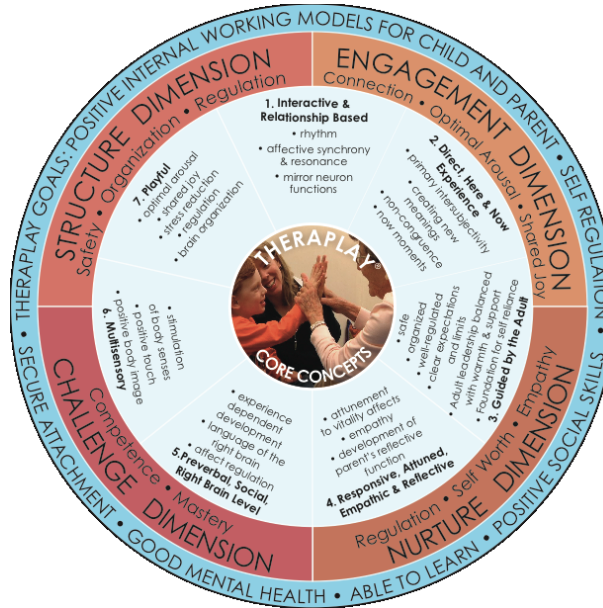 • THERAPLAY GOALS: POSITIVE INTERNAL WORKING MODELS FOR CHILD AND PARENT • SELF REGULATION • POSITIVE SOCIAL SKILLS • ABLE TO LEARN • GOOD MENTAL HEALTH • SECURE ATTACHMENT
STRUCTURE DIMENSION
Safety • Organization • Regulation
ENGAGEMENT DIMENSION
Connection • Optimal Arousal • Shared Joy
NURTURE DIMENSION
Regulation • Self Worth • Empathy
CHALLENGE DIMENSION
Competence • Mastery
1. Interactive &
Relationship Based
• rhythm
• affective synchrony
& resonance
• mirror neuron
functions
2. Direct, Here & Now
Experience
• primary intersubjectivity
• creating new
meanings
• non-congruence
• now moments
3. Guided by the Adult
• safe
• organized
• well-regulated
• clear expectations
and limits
• Adult leadership balanced
with warmth & support
• Foundation for self reliance
4. Responsive, Attuned,
Empathic & Reflective
• attunement
to vitality affects
• empathy
• development of
parent's reflective
function
5.Preverbal, Social,
Right Brain Level
• experience
dependent
development
• language of the
right brain
• affect regulation
6. Multisensory
• stimulation
of body senses
• positive touch
• positive body image
7. Playful
• optimal arousal
• shared joy
• stress reduction
• regulation
• brain organization
THERAPLAY®
CORE CONCEPTS